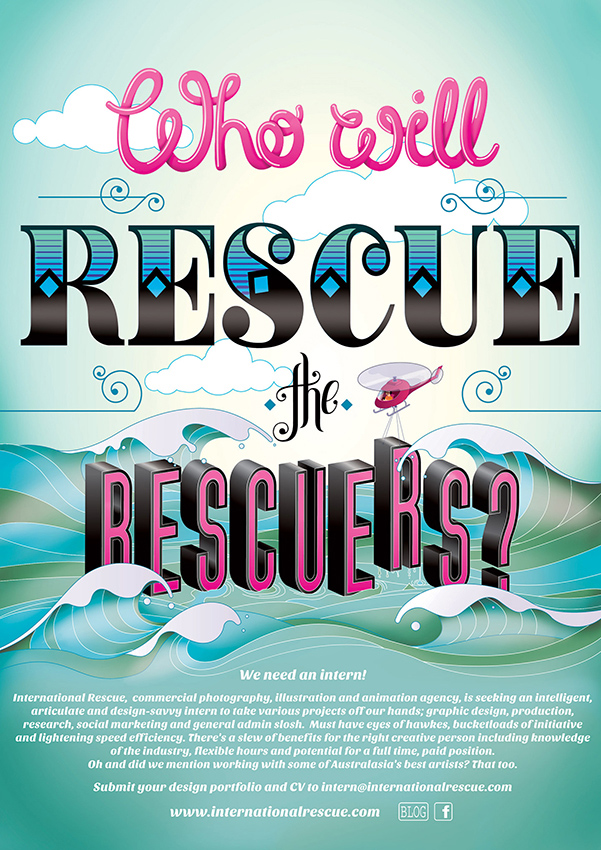 Who will
RESCUE
the
RESCUERS?
We need an intern!
International Rescue, commercial photography, illustration and animation agency, is seeking an intelligent,
articulate and design-savvy intern to take various projects off our hands; graphic design, production,
research, social marketing and general admin slosh. Must have eyes of hawkes, bucketloads of initiative
and lightening speed efficiency. There's a slew of benefits for the right creative person including knowledge
of the industry, flexible hours and potential for a full time, paid position.
Oh and did we mention working with some of Australasia's best artists? That too.
Submit your design portfolio and CV to intern@internationalrescue.com
www.internationalrescue.com BLOG f